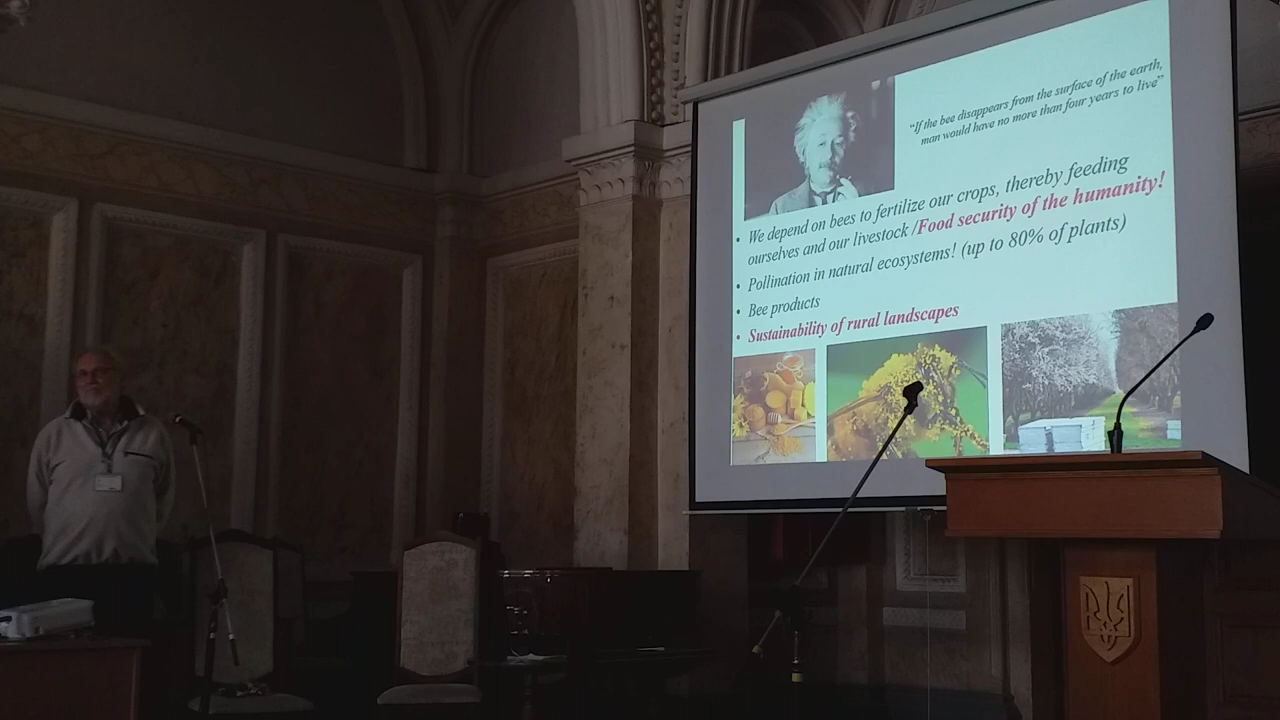 “If the bee disappears from the surface of the earth,
man would have no more than four years to live”
• We depend on bees to fertilize our crops, thereby feeding
ourselves and our livestock /Food security of the humanity!
• Pollination in natural ecosystems! (up to 80% of plants)
• Bee products
• Sustainability of rural landscapes